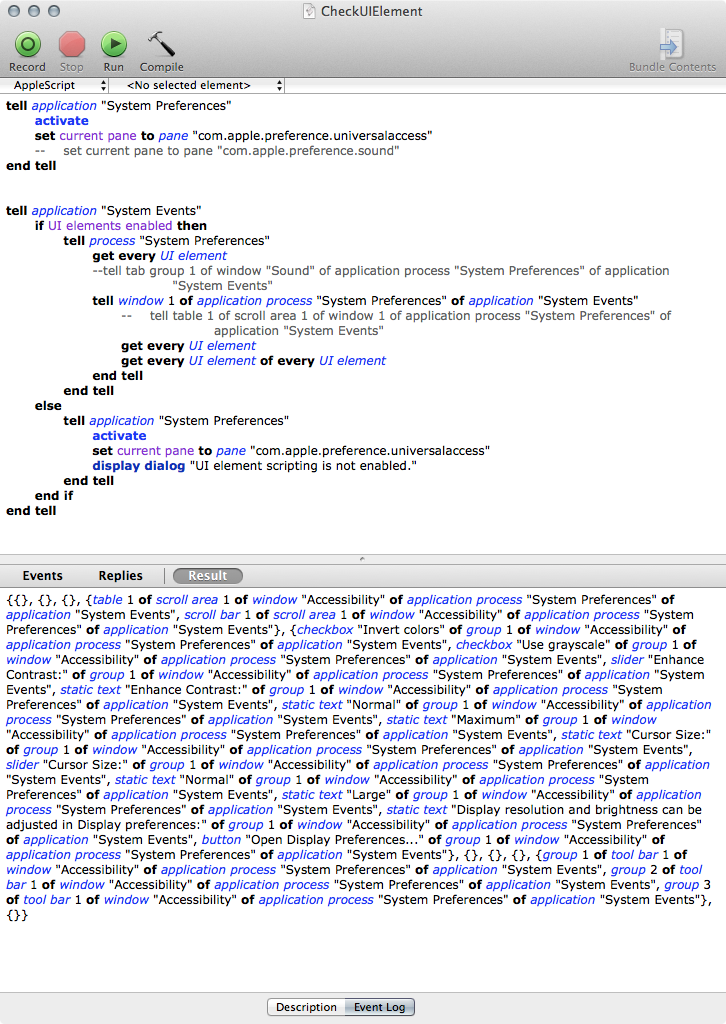 CheckUIElement
Record Stop Run Compile Bundle Contents
AppleScript <No selected element>
tell application "System Preferences"
activate
set current pane to pane "com.apple.preference.universalaccess"
-- set current pane to pane "com.apple.preference.sound"
end tell
tell application "System Events"
if UI elements enabled then
tell process "System Preferences"
get every UI element
--tell tab group 1 of window "Sound" of application process "System Preferences" of application
"System Events"
tell window 1 of application process "System Preferences" of application "System Events"
-- tell table 1 of scroll area 1 of window 1 of application process "System Preferences" of
application "System Events"
get every UI element
get every UI element of every UI element
end tell
end tell
else
tell application "System Preferences"
activate
set current pane to pane "com.apple.preference.universalaccess"
display dialog "UI element scripting is not enabled."
end tell
end if
end tell
Events Replies Result
{{}, {}, {}, {table 1 of scroll area 1 of window "Accessibility" of application process "System Preferences" of
application "System Events", scroll bar 1 of scroll area 1 of window "Accessibility" of application process "System
Preferences" of application "System Events"}, {checkbox "Invert colors" of group 1 of window "Accessibility" of
application process "System Preferences" of application "System Events", checkbox "Use grayscale" of group 1 of
window "Accessibility" of application process "System Preferences" of application "System Events", slider "Enhance
Contrast:" of group 1 of window "Accessibility" of application process "System Preferences" of application "System
Events", static text "Enhance Contrast:" of group 1 of window "Accessibility" of application process "System
Preferences" of application "System Events", static text "Normal" of group 1 of window "Accessibility" of application
process "System Preferences" of application "System Events", static text "Maximum" of group 1 of window
"Accessibility" of application process "System Preferences" of application "System Events", static text "Cursor Size:"
of group 1 of window "Accessibility" of application process "System Preferences" of application "System Events",
slider "Cursor Size:" of group 1 of window "Accessibility" of application process "System Preferences" of application
"System Events", static text "Normal" of group 1 of window "Accessibility" of application process "System
Preferences" of application "System Events", static text "Large" of group 1 of window "Accessibility" of application
process "System Preferences" of application "System Events", static text "Display resolution and brightness can be
adjusted in Display preferences:" of group 1 of window "Accessibility" of application process "System Preferences"
of application "System Events", button "Open Display Preferences..." of group 1 of window "Accessibility" of
application process "System Preferences" of application "System Events"}, {}, {}, {}, {group 1 of tool bar 1 of
window "Accessibility" of application process "System Preferences" of application "System Events", group 2 of tool
bar 1 of window "Accessibility" of application process "System Preferences" of application "System Events", group 3
of tool bar 1 of window "Accessibility" of application process "System Preferences" of application "System Events"},
{}}
Description Event Log